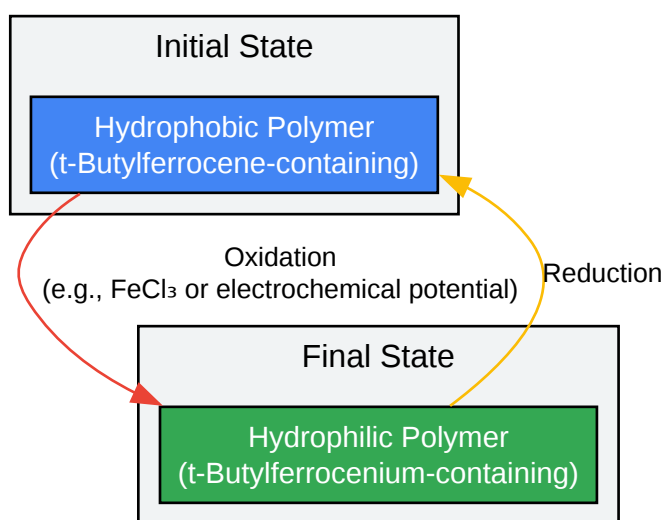 Initial State
Hydrophobic Polymer
(t-Butylferrocene-containing)
Oxidation
(e.g., FeCl₃ or electrochemical potential)
Reduction
Final State
Hydrophilic Polymer
(t-Butylferrocenium-containing)